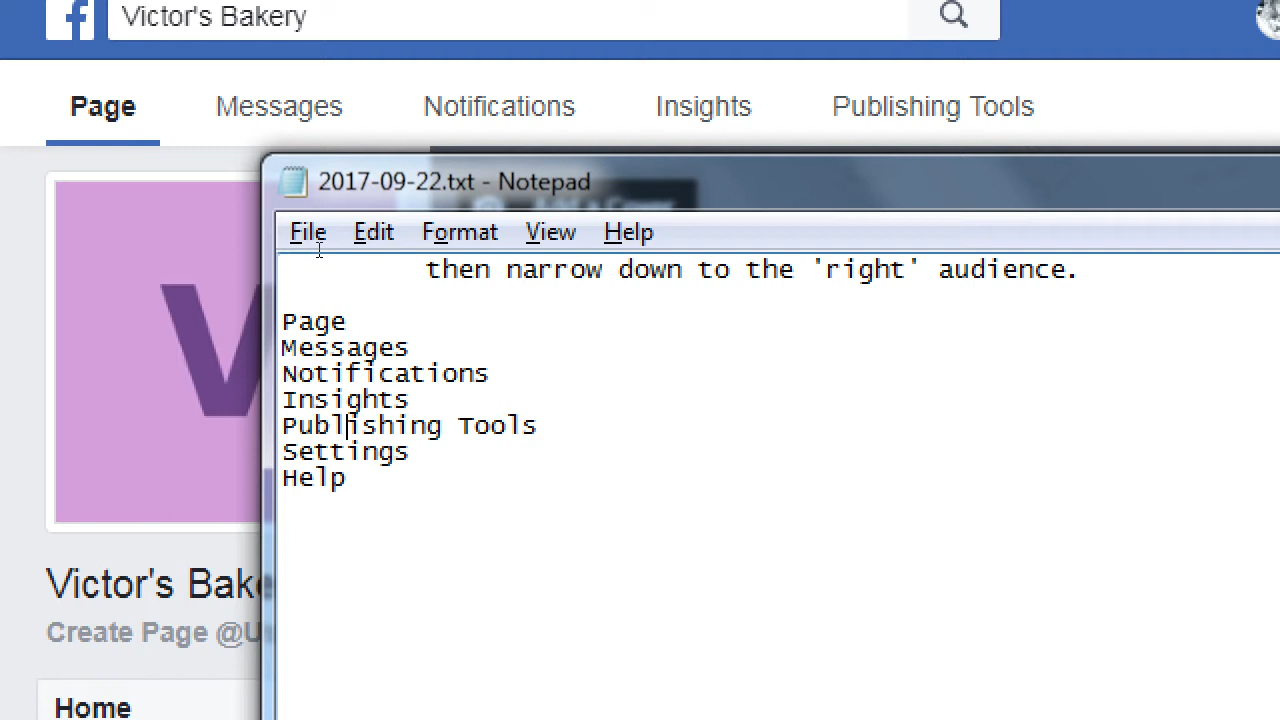 Victor's Bakery
Page Messages Notifications Insights Publishing Tools
2017-09-22.txt - Notepad
File Edit Format View Help
then narrow down to the 'right' audience.
Page
Messages
Notifications
Insights
Publishing Tools
Settings
Help
Victor's Bake
Create Page @U
Home